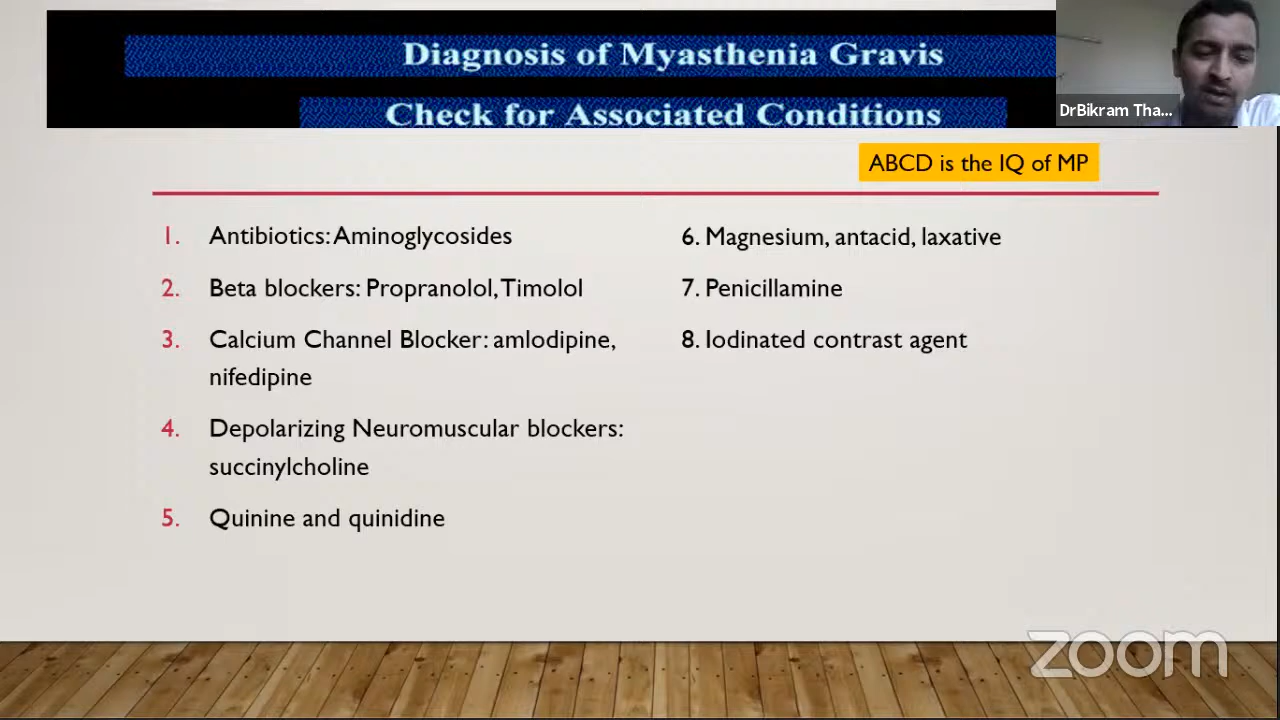 Diagnosis of Myasthenia Gravis
Check for Associated Conditions
DrBikram Tha...
ABCD is the IQ of MP
1. Antibiotics: Aminoglycosides
2. Beta blockers: Propranolol, Timolol
3. Calcium Channel Blocker: amlodipine,
nifedipine
4. Depolarizing Neuromuscular blockers:
succinylcholine
5. Quinine and quinidine
6. Magnesium, antacid, laxative
7. Penicillamine
8. Iodinated contrast agent
zoom